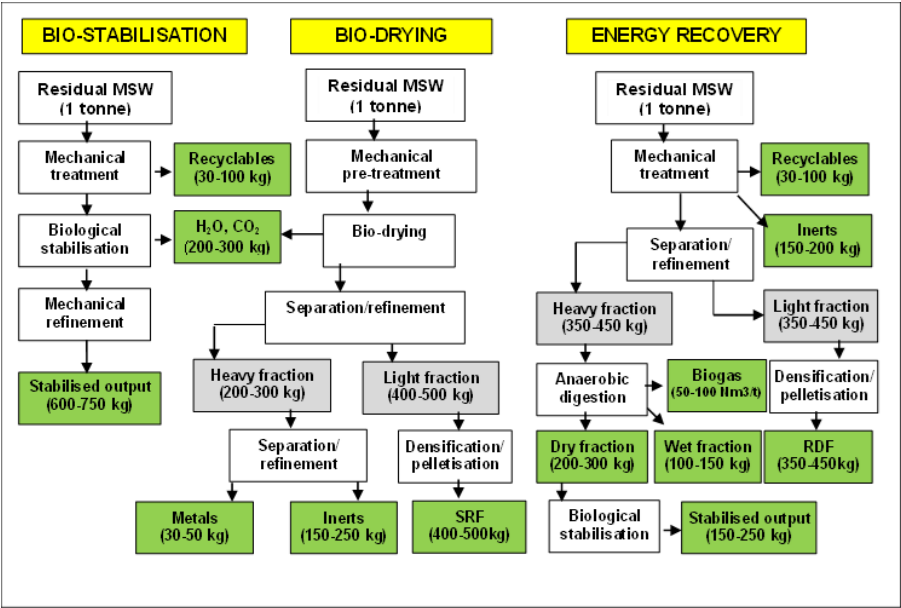 BIO-STABILISATION
Residual MSW
(1 tonne)
Mechanical
treatment
Recyclables
(30-100 kg)
Biological
stabilisation
H₂O, CO₂
(200-300 kg)
Mechanical
refinement
Stabilised output
(600-750 kg)
BIO-DRYING
Residual MSW
(1 tonne)
Mechanical
pre-treatment
Bio-drying
Separation/refinement
Heavy fraction
(200-300 kg)
Light fraction
(400-500 kg)
Separation/
refinement
Densification/
pelletisation
Metals
(30-50 kg)
Inerts
(150-250 kg)
SRF
(400-500kg)
ENERGY RECOVERY
Residual MSW
(1 tonne)
Mechanical
treatment
Recyclables
(30-100 kg)
Inerts
(150-200 kg)
Separation/
refinement
Heavy fraction
(350-450 kg)
Light fraction
(350-450 kg)
Anaerobic
digestion
Biogas
(50-100 Nm3/t)
Densification/
pelletisation
Dry fraction
(200-300 kg)
Wet fraction
(100-150 kg)
RDF
(350-450kg)
Biological
stabilisation
Stabilised output
(150-250 kg)